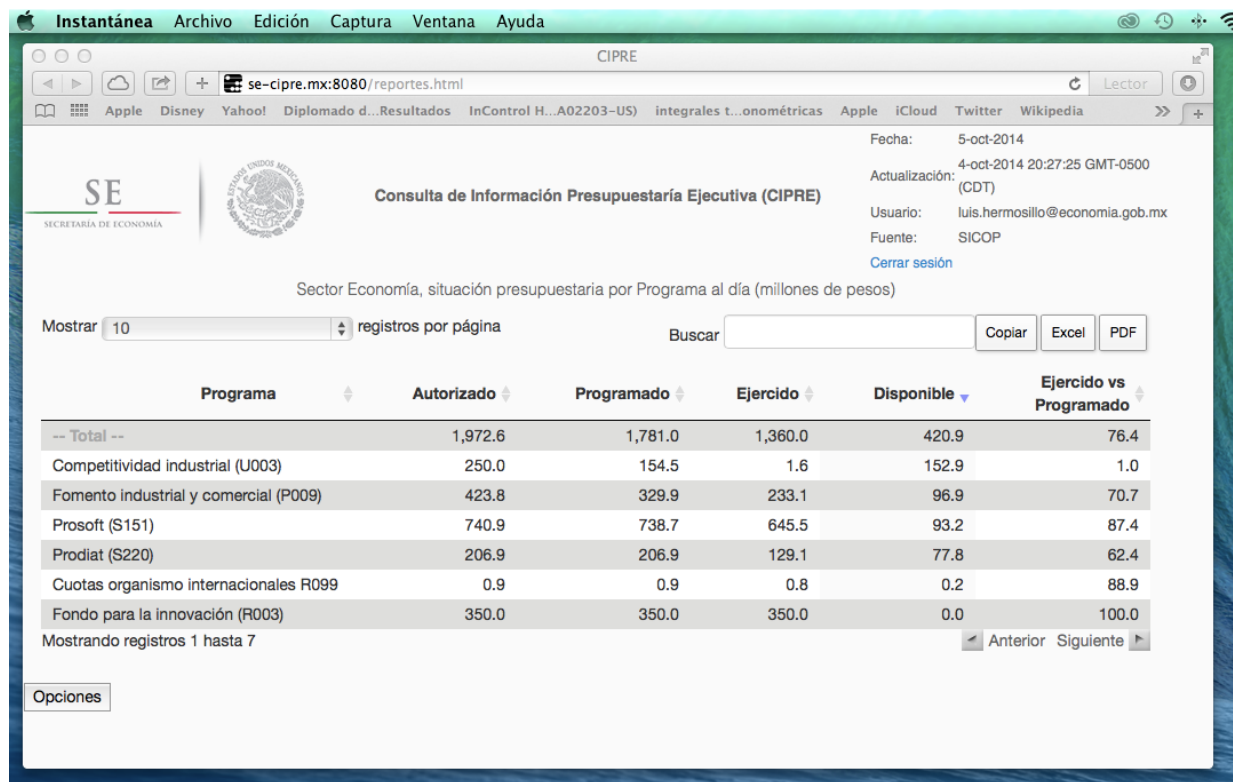 Instantánea Archivo Edición Captura Ventana Ayuda
CIPRE
se-cipre.mx:8080/reportes.html
Lector
Apple Disney Yahoo! Diplomado d...Resultados InControl H...A02203-US) integrales t...onométricas Apple iCloud Twitter Wikipedia >>
Fecha: 5-oct-2014
Actualización: 4-oct-2014 20:27:25 GMT-0500 (CDT)
Usuario: luis.hermosillo@economia.gob.mx
Fuente: SICOP
Cerrar sesión
SE
SECRETARÍA DE ECONOMÍA
ESTADOS UNIDOS MEXICANOS
Consulta de Información Presupuestaría Ejecutiva (CIPRE)
Sector Economía, situación presupuestaria por Programa al día (millones de pesos)
Mostrar 10 registros por página Buscar Copiar Excel PDF
Programa Autorizado Programado Ejercido Disponible Ejercido vs Programado
-- Total -- 1,972.6 1,781.0 1,360.0 420.9 76.4
Competitividad industrial (U003) 250.0 154.5 1.6 152.9 1.0
Fomento industrial y comercial (P009) 423.8 329.9 233.1 96.9 70.7
Prosoft (S151) 740.9 738.7 645.5 93.2 87.4
Prodiat (S220) 206.9 206.9 129.1 77.8 62.4
Cuotas organismo internacionales R099 0.9 0.9 0.8 0.2 88.9
Fondo para la innovación (R003) 350.0 350.0 350.0 0.0 100.0
Mostrando registros 1 hasta 7 Anterior Siguiente
Opciones